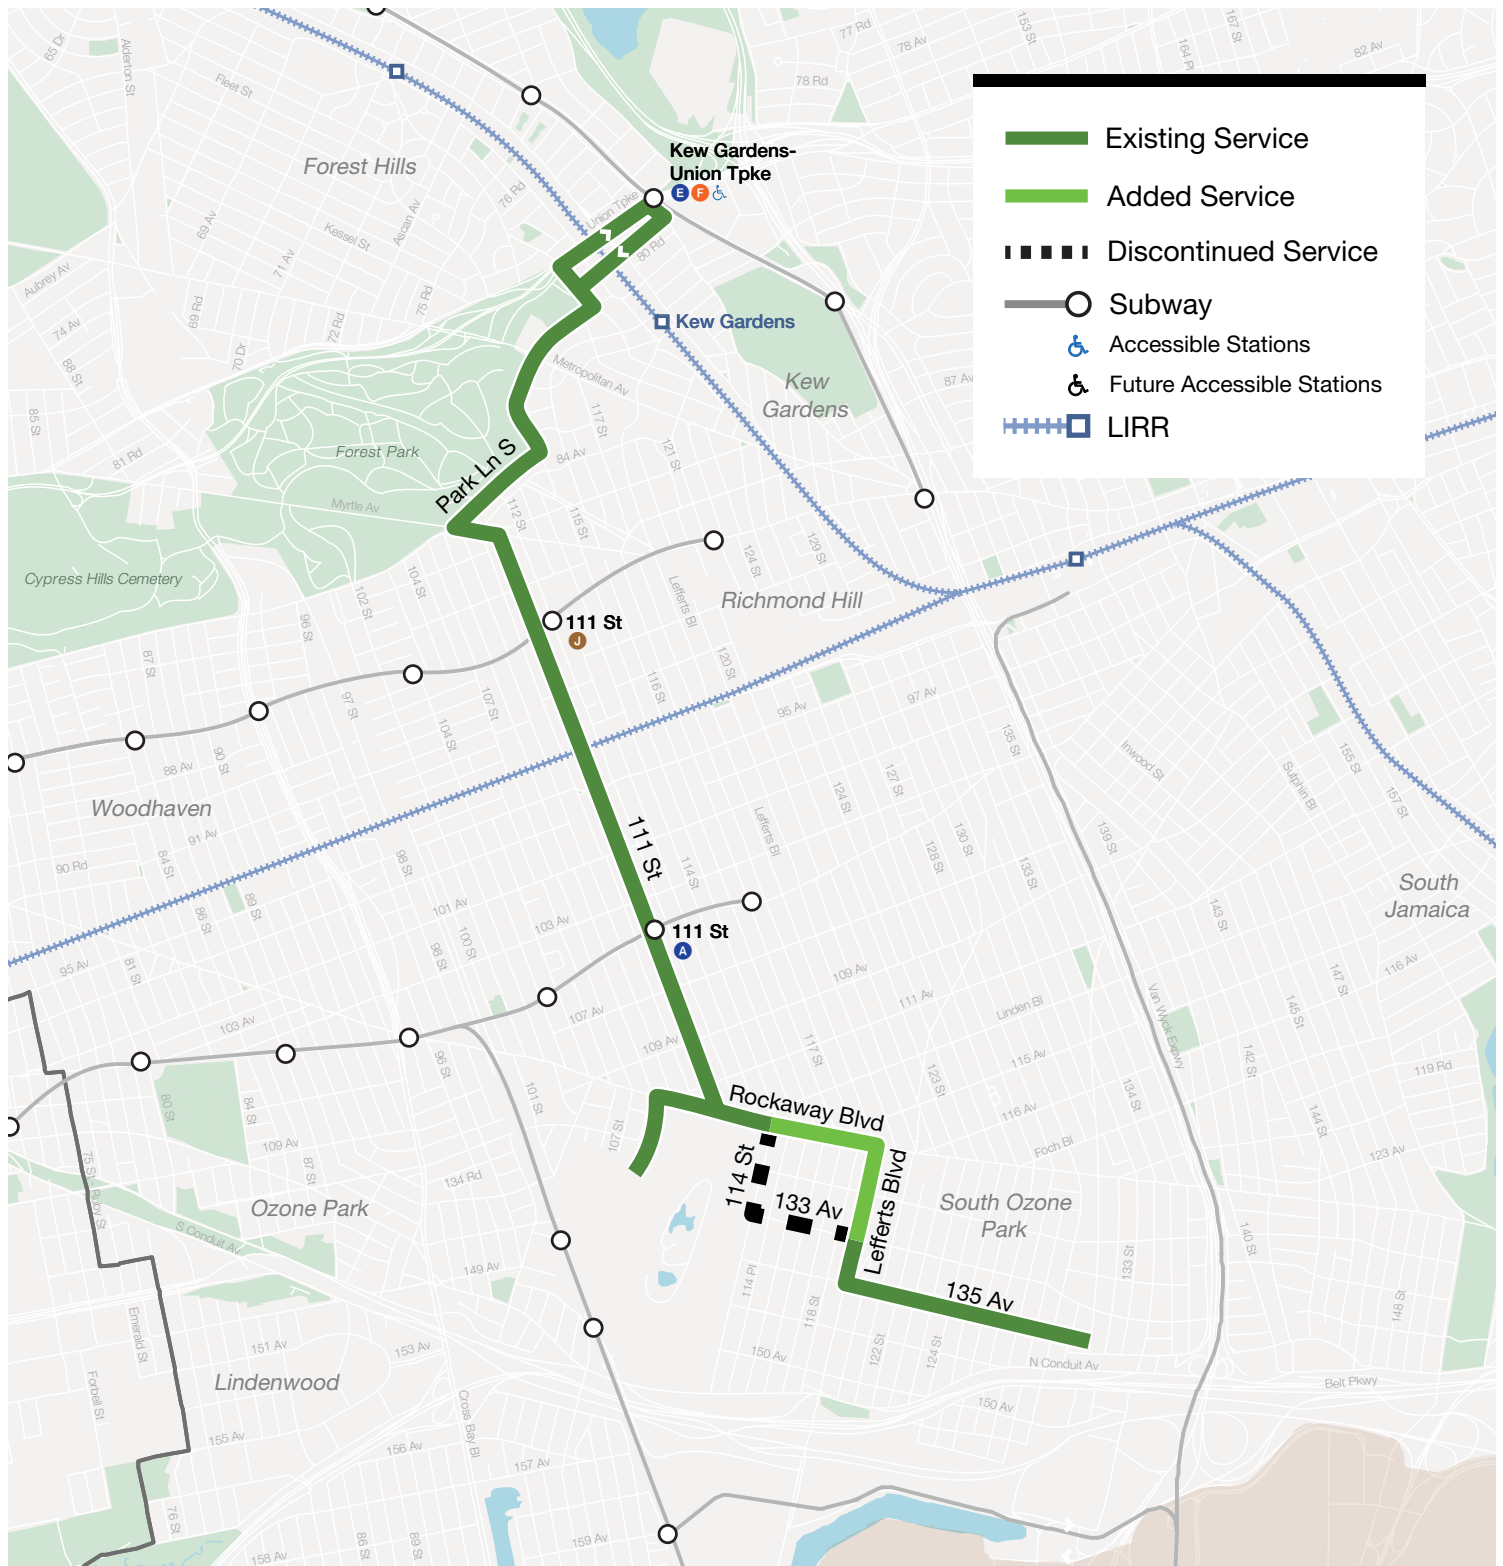 65 Dr
Alderton St
Fleet St
77 Rd
78 Av
153 St
164 Pl
167 St
82 Av
78 Rd
Forest Hills
Kew Gardens-
Union Tpke
E F
76 Rd
Union Tpke
80 Rd
69 Av
Kessel St
Ascan Av
71 Av
Aubrey Av
69 Rd
75 Rd
72 Rd
74 Av
70 Dr
88 St
Kew Gardens
Metropolitan Av
Kew
Gardens
87 Av
Existing Service
Added Service
Discontinued Service
Subway
Accessible Stations
Future Accessible Stations
LIRR
85 St
81 Rd
Forest Park
Park Ln S
117 St
84 Av
121 St
Myrtle Av
112 St
115 St
124 St
129 St
Cypress Hills Cemetery
104 St
102 St
96 St
Lefferts Bl
Richmond Hill
111 St
J
87 St
97 St
107 St
104 St
116 St
120 St
95 Av
97 Av
135 St
Inwood St
Sutphin Bl
155 St
157 St
88 Av
90 St
Woodhaven
91 Av
90 Rd
84 St
98 St
111 St
114 St
Lefferts Bl
124 St
127 St
128 St
130 St
133 St
139 St
South
Jamaica
86 St
89 St
101 Av
103 Av
98 St
100 St
111 St
A
143 St
95 Av
81 St
109 Av
111 Av
Linden Bl
Van Wyck Expwy
147 St
116 Av
145 St
103 Av
107 Av
109 Av
117 St
115 Av
123 St
142 St
119 Rd
96 St
101 St
80 St
84 St
109 Av
87 St
75 St
Ruby St
107 St
Rockaway Blvd
116 Av
134 St
144 St
Foch Bl
123 Av
114 St
133 Av
Lefferts Blvd
134 Rd
Ozone Park
South Ozone
Park
S Conduit Av
140 St
133 St
149 Av
114 Pl
118 St
135 Av
148 St
Emerald St
151 Av
153 Av
150 Av
122 St
124 St
N Conduit Av
Forbell St
Lindenwood
Belt Pkwy
Cross Bay Bl
150 Av
155 Av
156 Av
157 Av
76 St
86 St
89 St
158 Av
159 Av